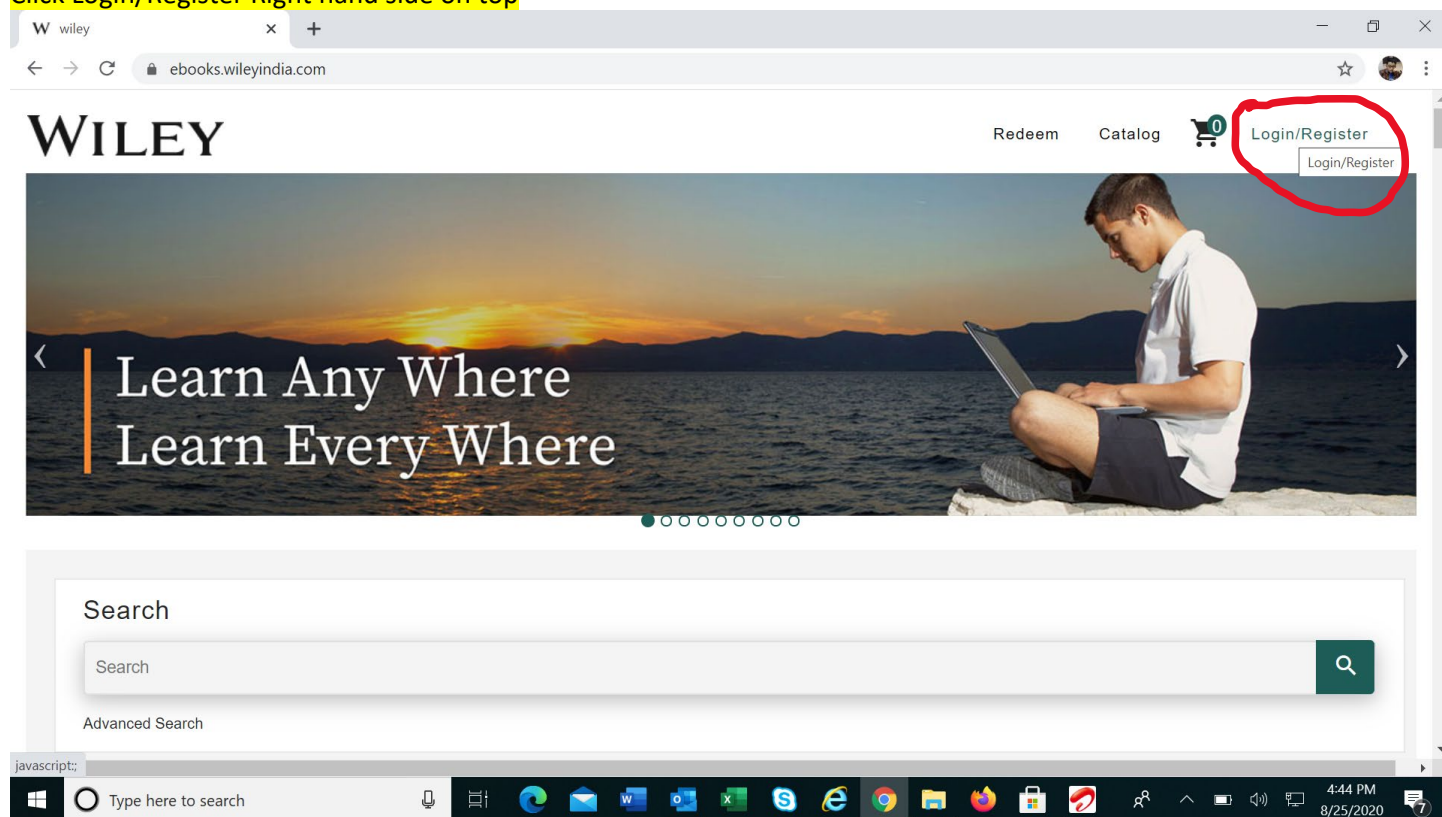 Click Login/Register Right hand side on top
W wiley
ebooks.wileyindia.com
WILEY
Redeem Catalog 0 Login/Register
Login/Register
Learn Any Where
Learn Every Where
Search
Search
Advanced Search
javascript:;
Type here to search
4:44 PM
8/25/2020
7